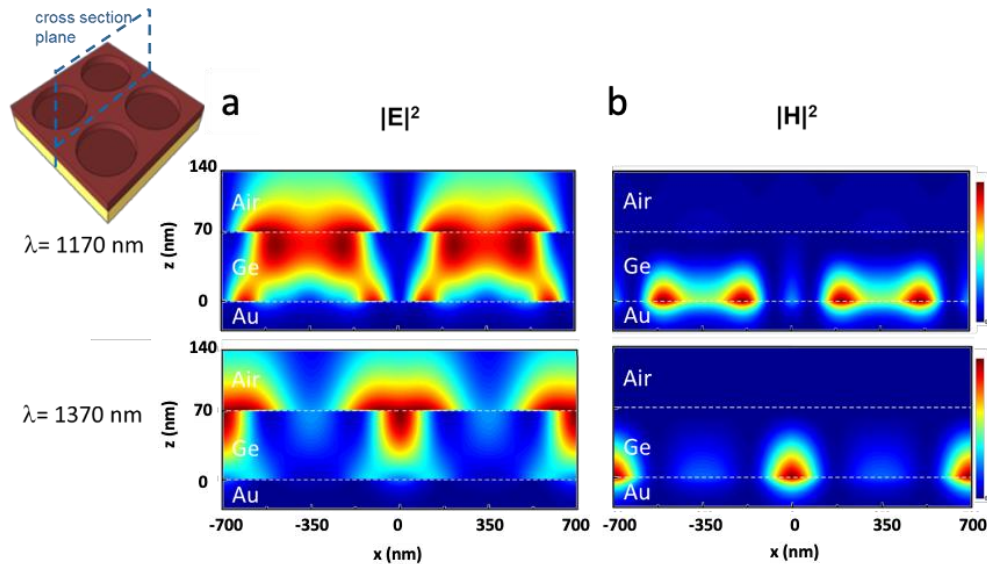 cross section
plane
a
|E|²
b
|H|²
λ= 1170 nm
z (nm)
140
70
0
Air
Ge
Au
Air
Ge
Au
λ= 1370 nm
z (nm)
140
70
0
Air
Ge
Au
Air
Ge
Au
-700 -350 0 350 700
x (nm)
-700 -350 0 350 700
x (nm)